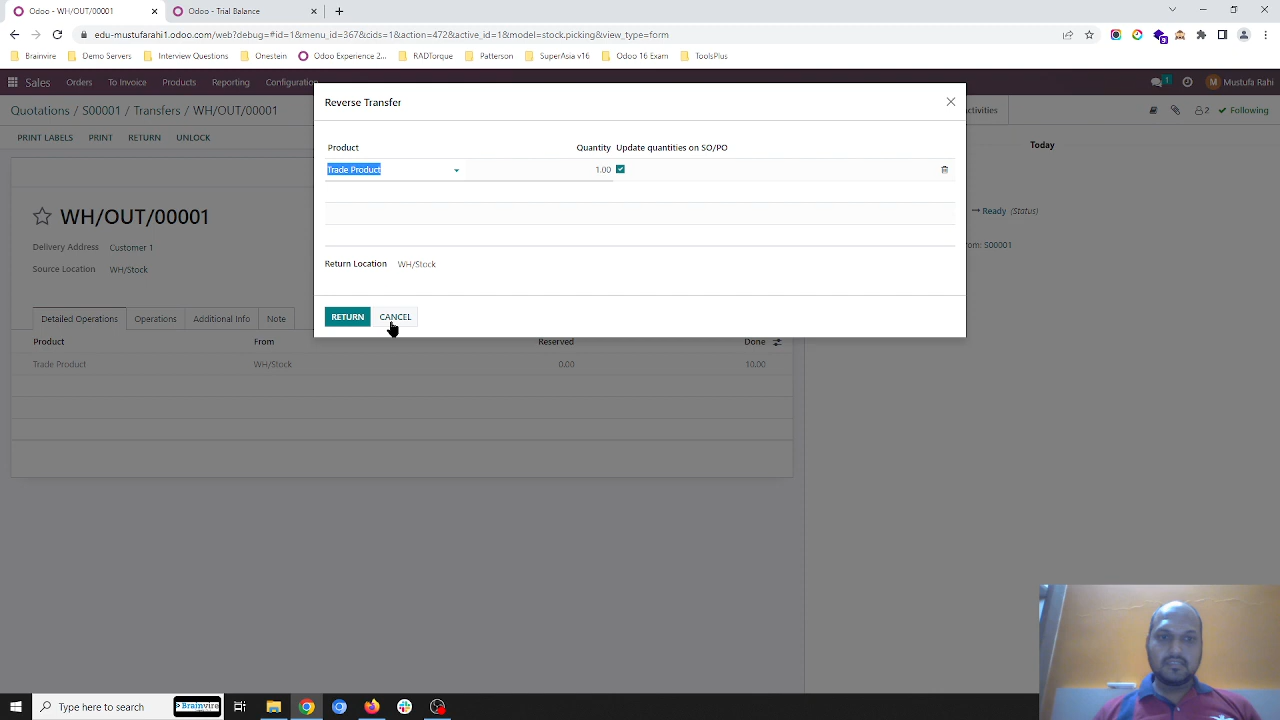 Odoo - WH/OUT/00001
Odoo - Trial Balance
edu-mustufarahi1.odoo.com/web?debug=#id=1&menu_id=367&cids=1&action=472&active_id=1&model=stock.picking&view_type=form
Brainvire
Demo Servers
Interview Questions
Orestein
Odoo Experience 2...
RADTorque
Patterson
SuperAsia v16
Odoo 16 Exam
ToolsPlus
Sales
Orders
To Invoice
Products
Reporting
Configuratio
1
Mustufa Rahi
Quotations / S00001 / Transfers / WH/OUT/00001
ctivities
2
Following
PRINT LABELS
PRINT
RETURN
UNLOCK
Reverse Transfer
Product
Quantity
Update quantities on SO/PO
Trade Product
1.00
Return Location
WH/Stock
RETURN
CANCEL
Today
Ready (Status)
rom: S00001
WH/OUT/00001
Delivery Address
Customer 1
Source Location
WH/Stock
Detailed Operations
Operations
Additional Info
Note
Product
From
Reserved
Done
Trade Product
WH/Stock
0.00
10.00
Type here to search
Brainvire